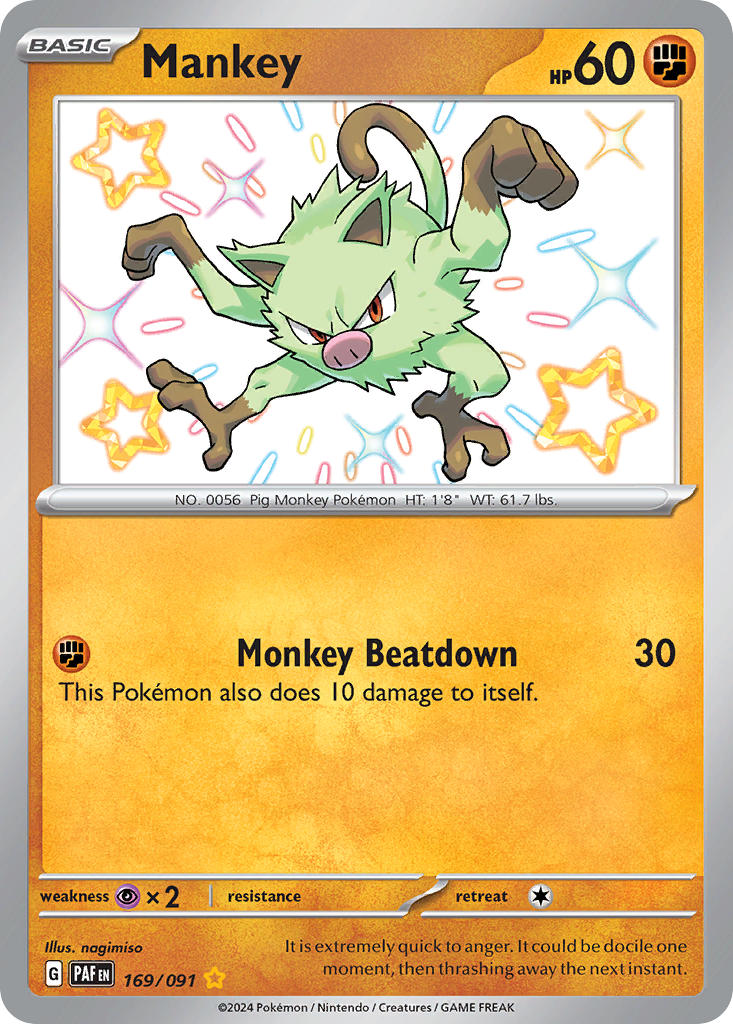 BASIC
Mankey
HP 60
NO. 0056 Pig Monkey Pokémon HT: 1'8" WT: 61.7 lbs.
Monkey Beatdown 30
This Pokémon also does 10 damage to itself.
weakness ×2 resistance retreat
Illus. nagimiso
It is extremely quick to anger. It could be docile one
moment, then thrashing away the next instant.
G PAF EN 169/091
©2024 Pokémon / Nintendo / Creatures / GAME FREAK